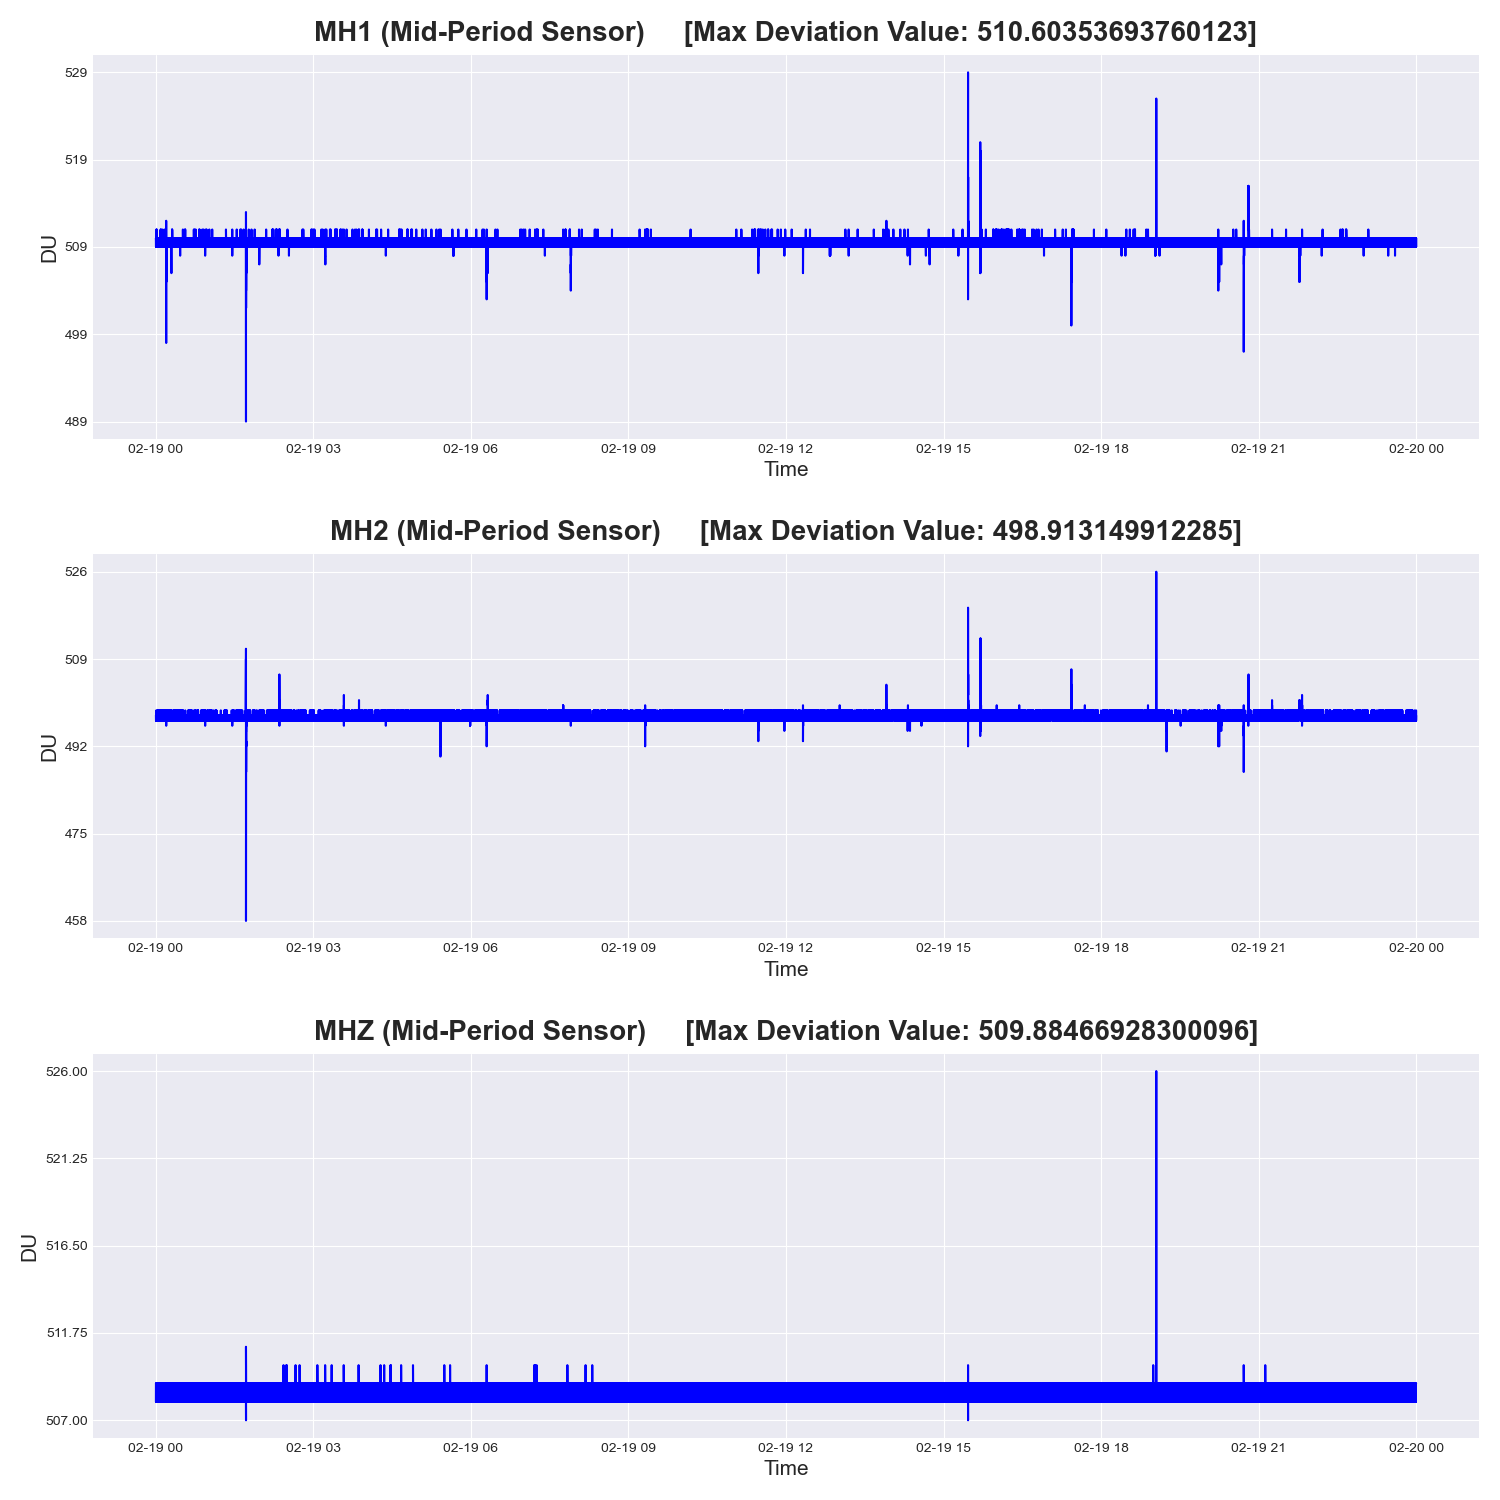 MH1 (Mid-Period Sensor) [Max Deviation Value: 510.60353693760123]
529
519
509
499
489
DU
02-19 00 02-19 03 02-19 06 02-19 09 02-19 12 02-19 15 02-19 18 02-19 21 02-20 00
Time
MH2 (Mid-Period Sensor) [Max Deviation Value: 498.913149912285]
526
509
492
475
458
DU
02-19 00 02-19 03 02-19 06 02-19 09 02-19 12 02-19 15 02-19 18 02-19 21 02-20 00
Time
MHZ (Mid-Period Sensor) [Max Deviation Value: 509.88466928300096]
526.00
521.25
516.50
511.75
507.00
DU
02-19 00 02-19 03 02-19 06 02-19 09 02-19 12 02-19 15 02-19 18 02-19 21 02-20 00
Time